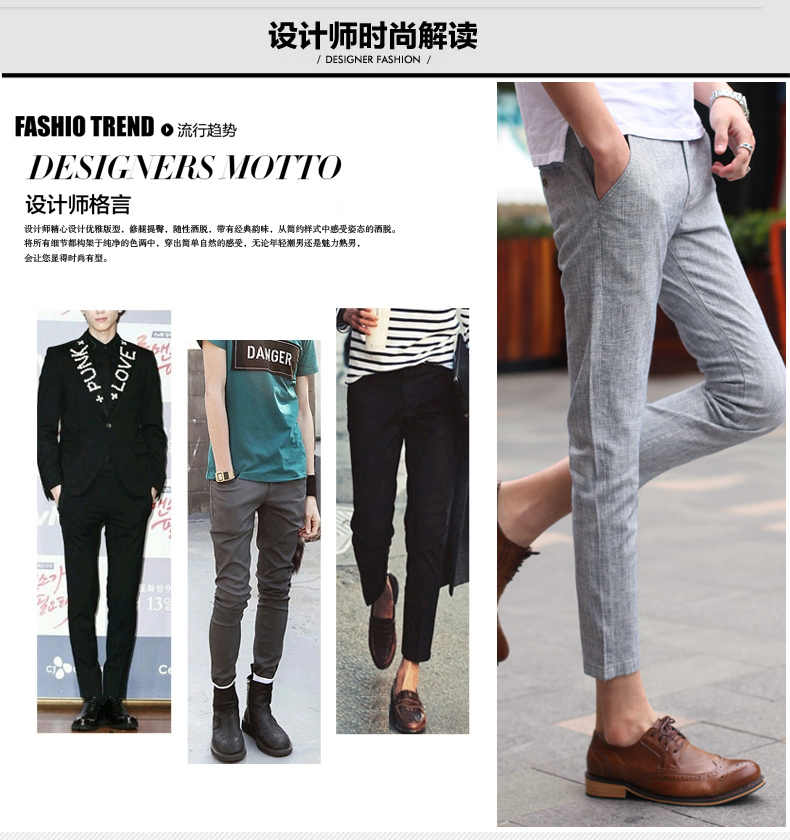 设计师时尚解读
/ DESIGNER FASHION /
FASHIO TREND 流行趋势
DESIGNERS MOTTO
设计师格言
设计师精心设计优雅版型，修腿提臀，随性洒脱，带有经典韵味，从简约样式中感受姿态的洒脱。
将所有细节都构架于纯净的色调中，穿出简单自然的感受，无论年轻潮男还是魅力熟男，
会让您显得时尚有型。
PUNK LOVE
DANGER
13일
CJ